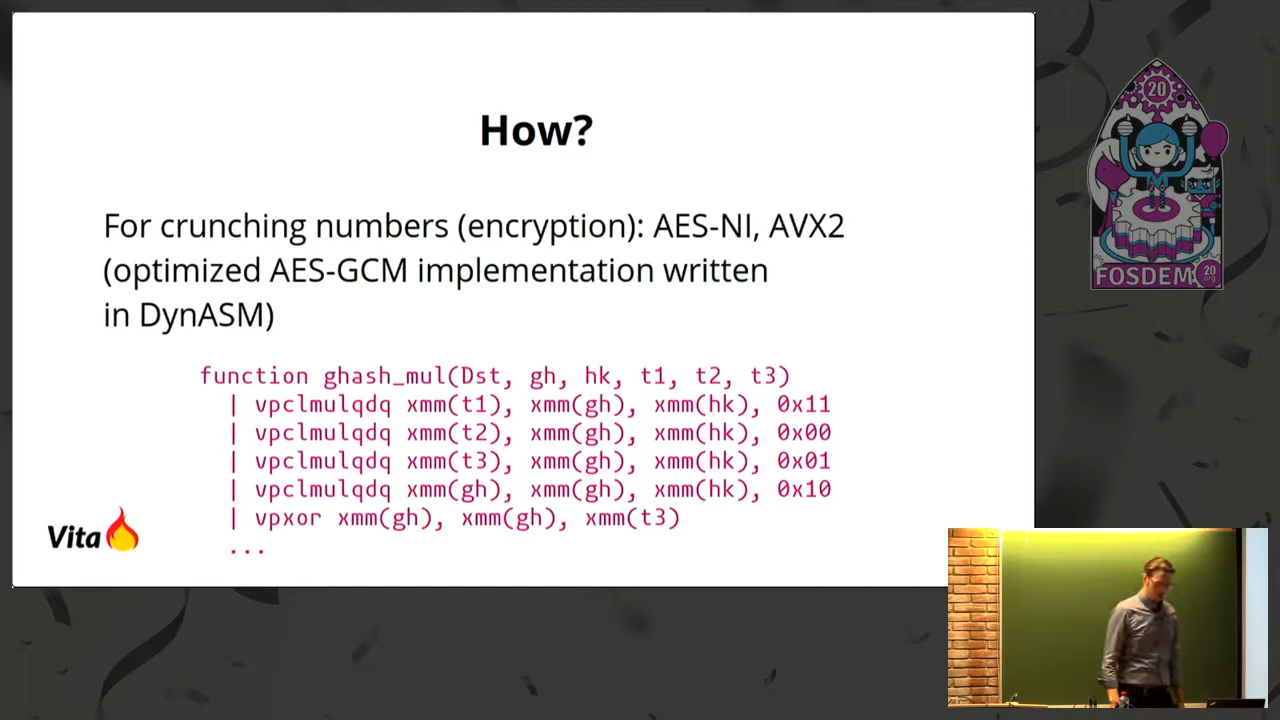 How?
For crunching numbers (encryption): AES-NI, AVX2
(optimized AES-GCM implementation written
in DynASM)
function ghash_mul(Dst, gh, hk, t1, t2, t3)
| vpclmulqdq xmm(t1), xmm(gh), xmm(hk), 0x11
| vpclmulqdq xmm(t2), xmm(gh), xmm(hk), 0x00
| vpclmulqdq xmm(t3), xmm(gh), xmm(hk), 0x01
| vpclmulqdq xmm(gh), xmm(gh), xmm(hk), 0x10
| vpxor xmm(gh), xmm(gh), xmm(t3)
...
Vita
20
FOSDEM 20
.org